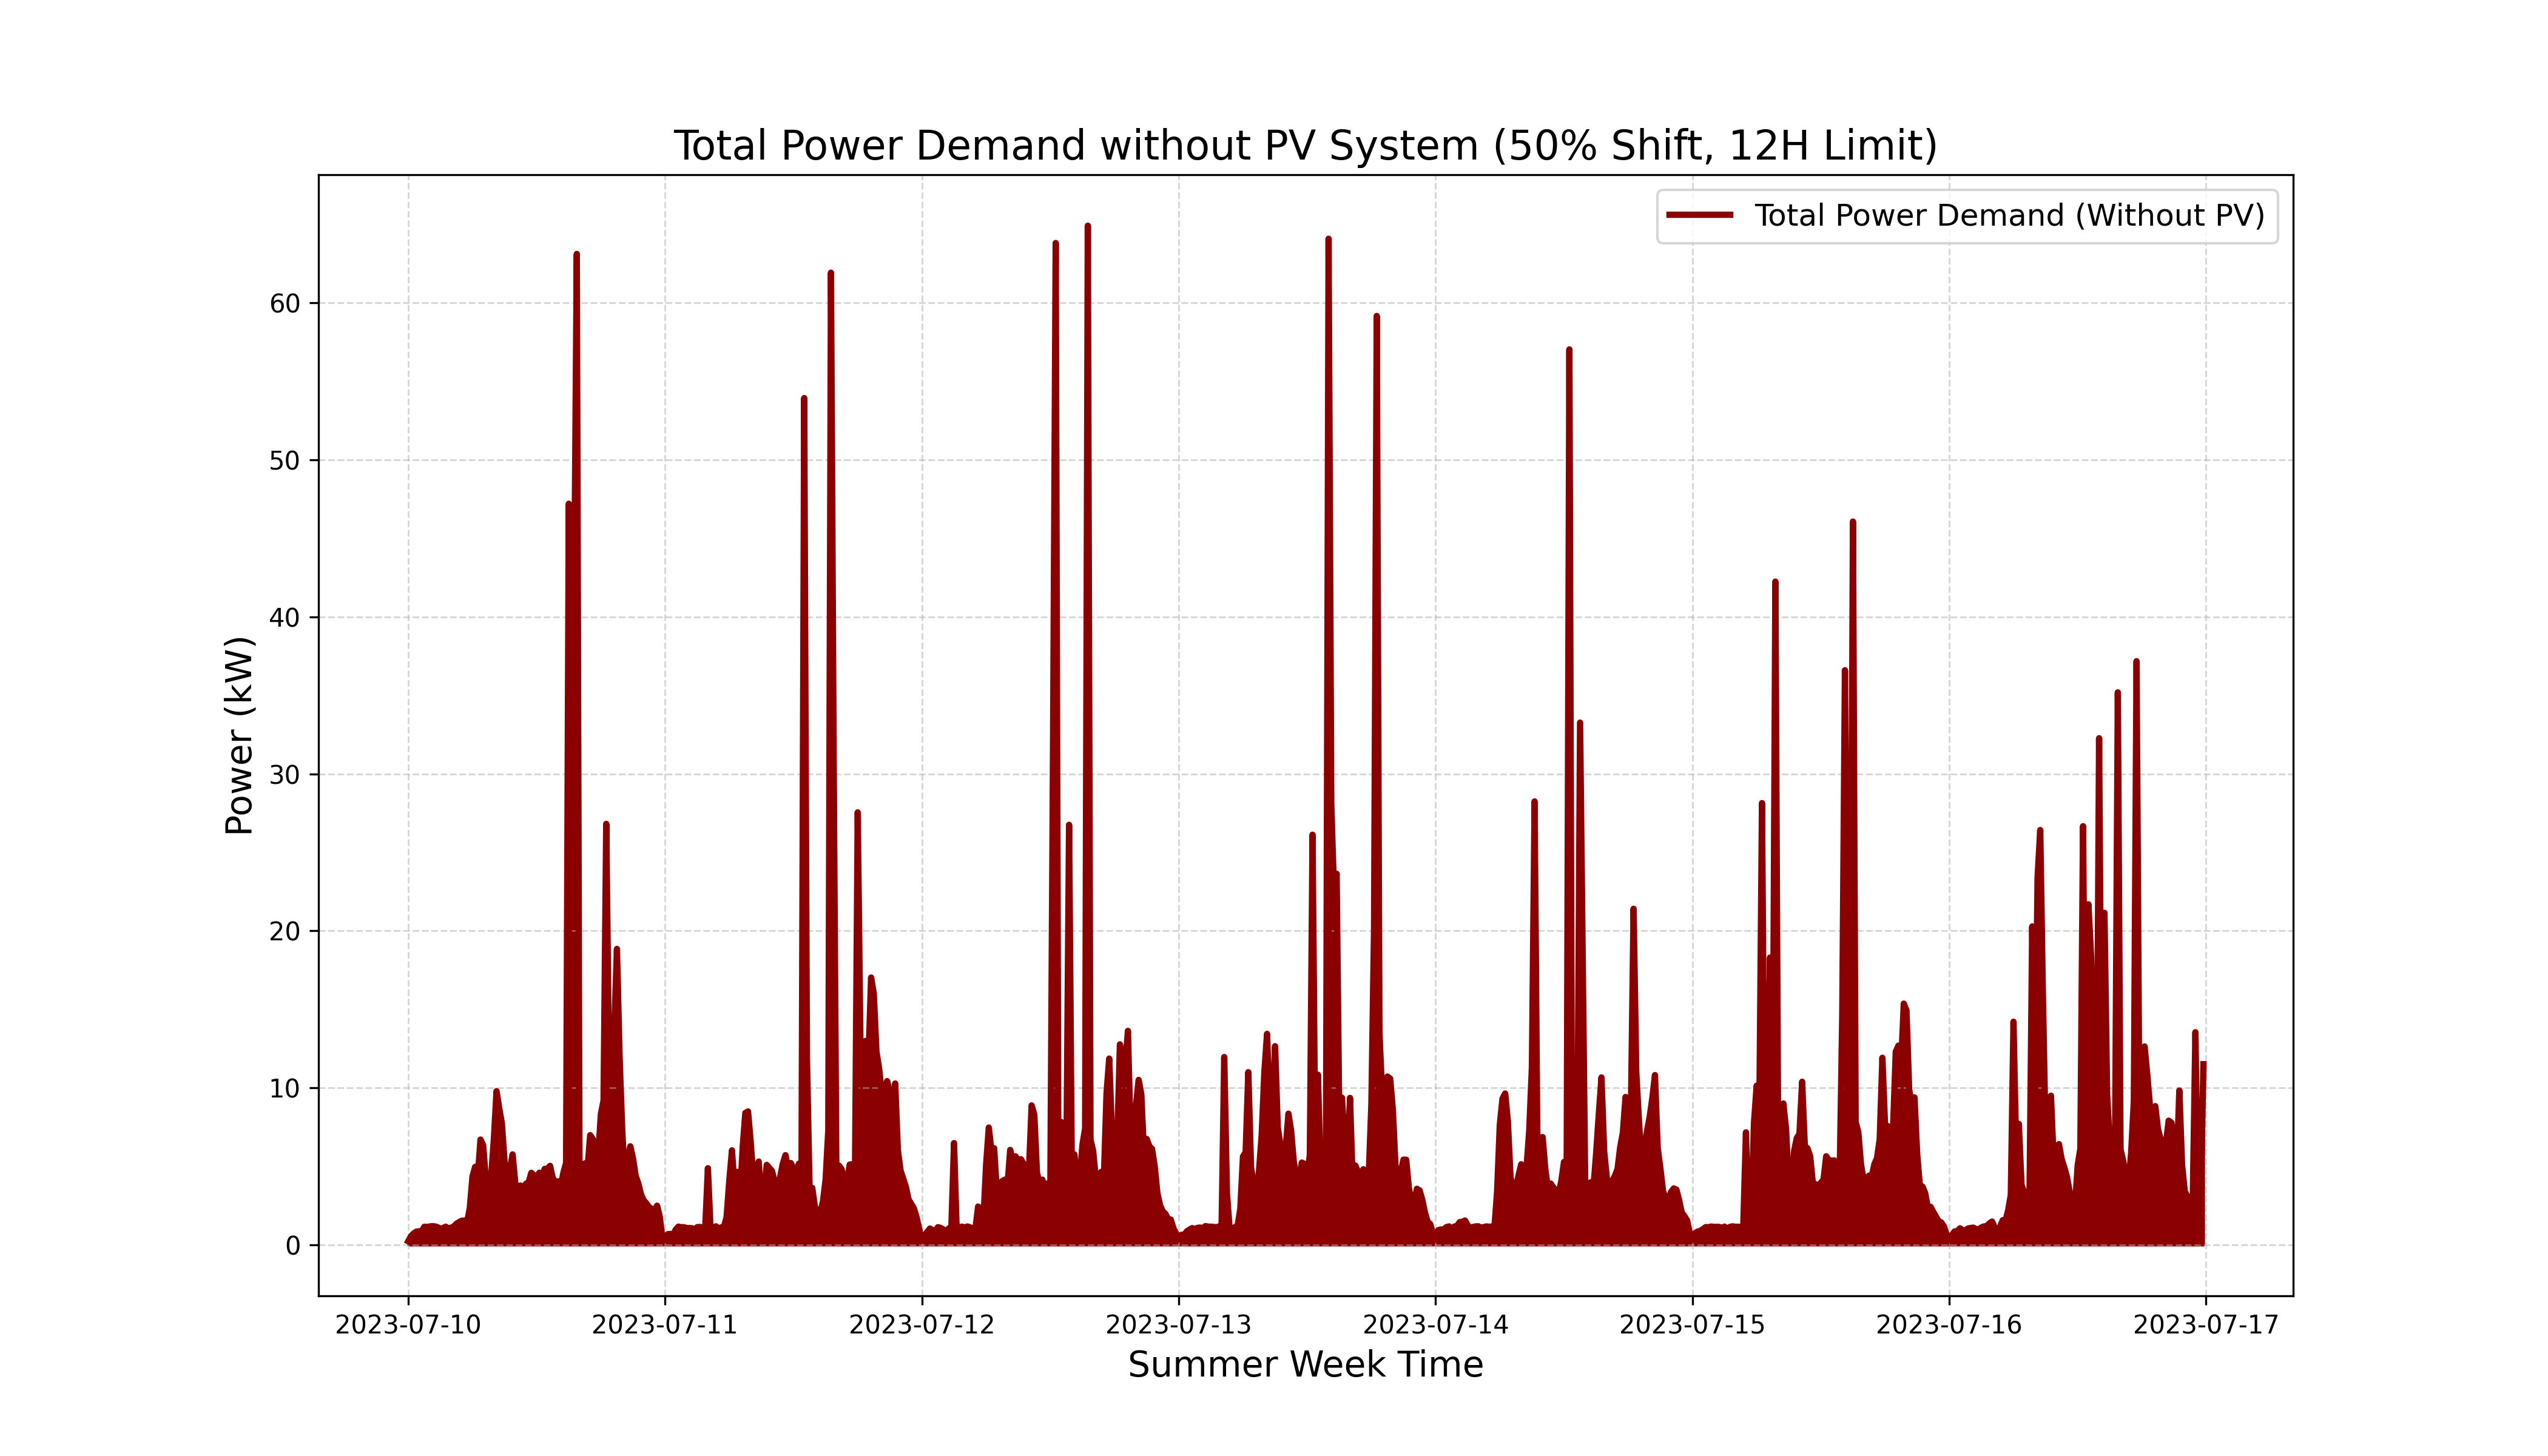 Total Power Demand without PV System (50% Shift, 12H Limit)
Total Power Demand (Without PV)
Power (kW)
60
50
40
30
20
10
0
2023-07-10 2023-07-11 2023-07-12 2023-07-13 2023-07-14 2023-07-15 2023-07-16 2023-07-17
Summer Week Time